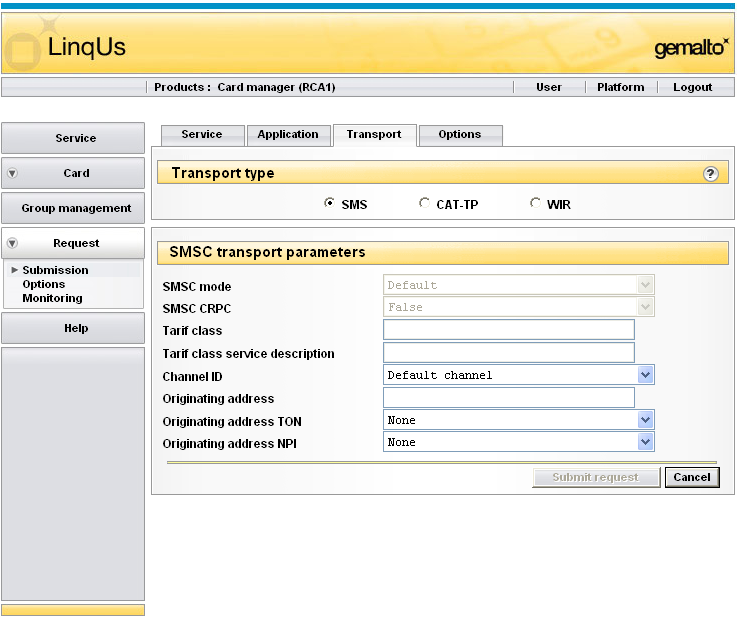 LinqUs
gemalto
Products : Card manager (RCA1)
User
Platform
Logout
Service
Card
Group management
Request
Submission
Options
Monitoring
Help
Service
Application
Transport
Options
Transport type
?
SMS
CAT-TP
WIR
SMSC transport parameters
SMSC mode
Default
SMSC CRPC
False
Tarif class
Tarif class service description
Channel ID
Default channel
Originating address
Originating address TON
None
Originating address NPI
None
Submit request
Cancel